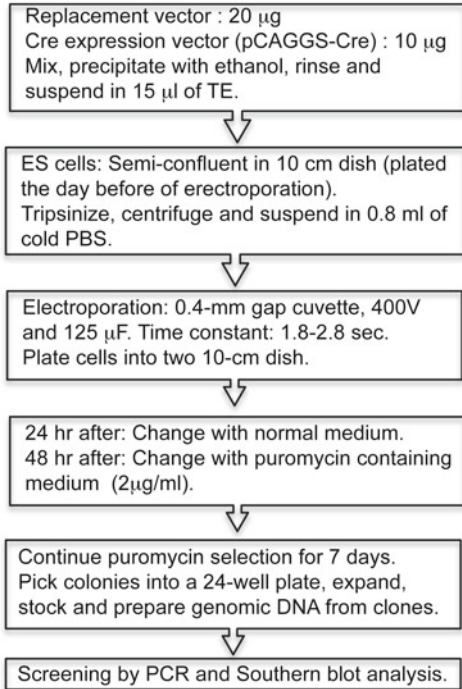 Replacement vector : 20 μg
Cre expression vector (pCAGGS-Cre) : 10 μg
Mix, precipitate with ethanol, rinse and
suspend in 15 μl of TE.
ES cells: Semi-confluent in 10 cm dish (plated
the day before of erectroporation).
Tripsinize, centrifuge and suspend in 0.8 ml of
cold PBS.
Electroporation: 0.4-mm gap cuvette, 400V
and 125 μF. Time constant: 1.8-2.8 sec.
Plate cells into two 10-cm dish.
24 hr after: Change with normal medium.
48 hr after: Change with puromycin containing
medium (2μg/ml).
Continue puromycin selection for 7 days.
Pick colonies into a 24-well plate, expand,
stock and prepare genomic DNA from clones.
Screening by PCR and Southern blot analysis.